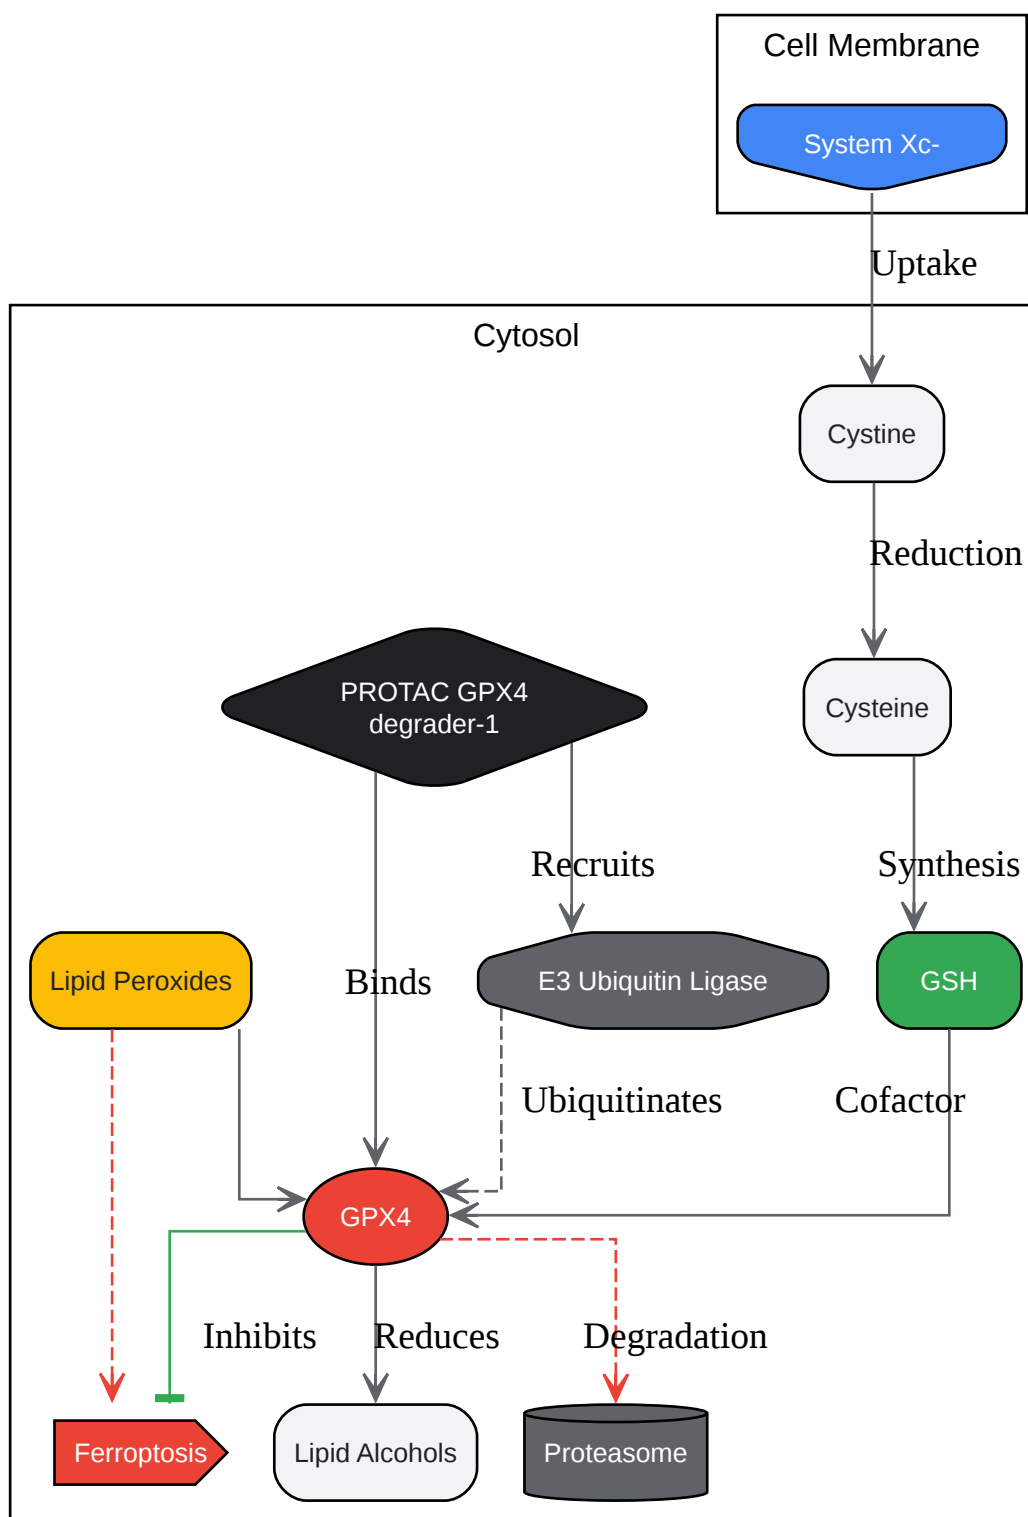 Cell Membrane
System Xc-
Uptake
Cytosol
Cystine
Reduction
PROTAC GPX4
degrader-1
Cysteine
Recruits
Synthesis
Lipid Peroxides
Binds
E3 Ubiquitin Ligase
GSH
Ubiquitinates
Cofactor
GPX4
Inhibits
Reduces
Degradation
Ferroptosis
Lipid Alcohols
Proteasome